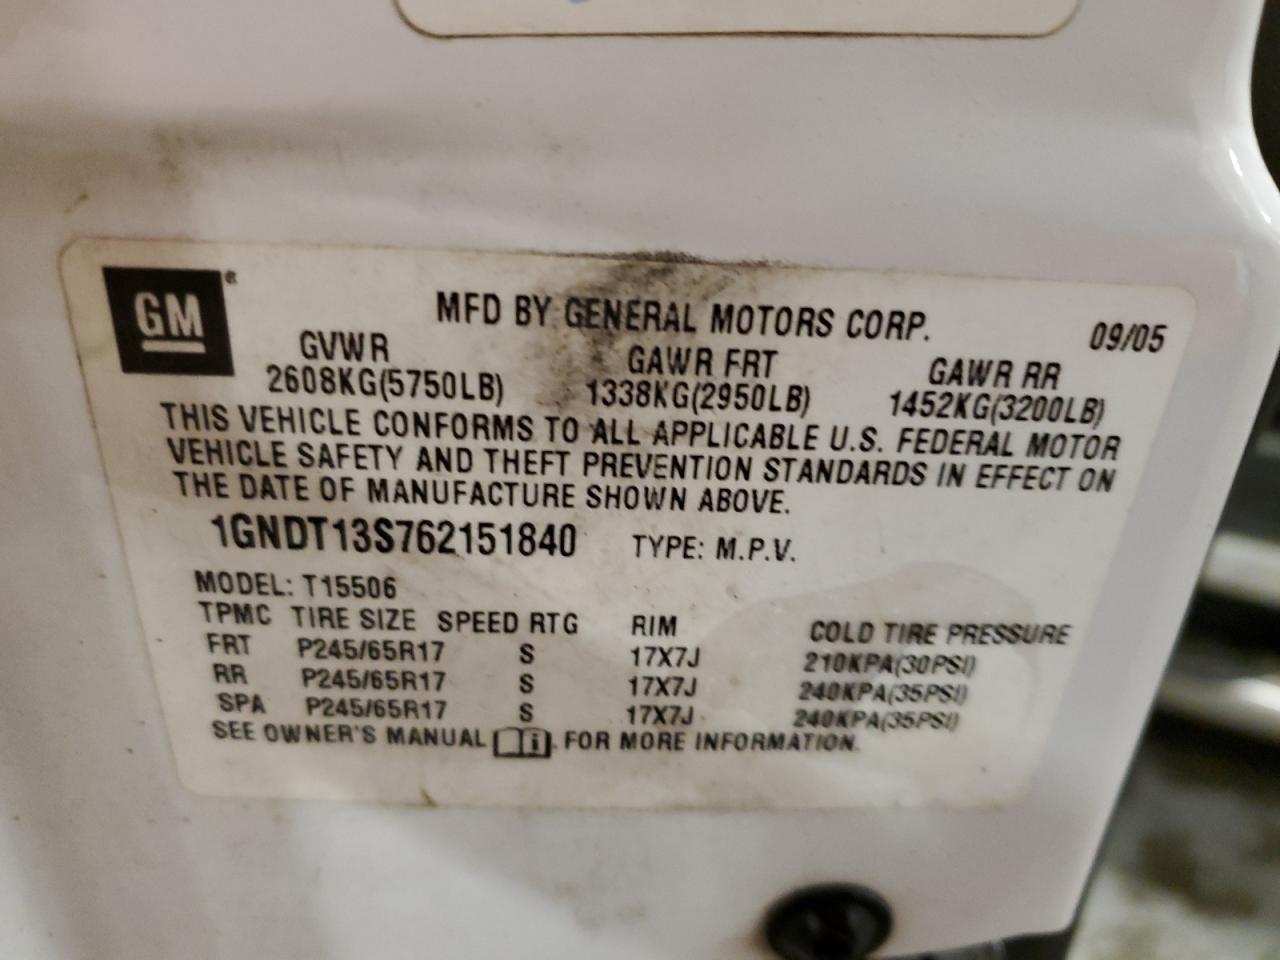 GM®
MFD BY GENERAL MOTORS CORP. 09/05
GVWR GAWR FRT GAWR RR
2608KG(5750LB) 1338KG(2950LB) 1452KG(3200LB)
THIS VEHICLE CONFORMS TO ALL APPLICABLE U.S. FEDERAL MOTOR
VEHICLE SAFETY AND THEFT PREVENTION STANDARDS IN EFFECT ON
THE DATE OF MANUFACTURE SHOWN ABOVE.
1GNDT13S762151840 TYPE: M.P.V.
MODEL: T15506
TPMC TIRE SIZE SPEED RTG RIM COLD TIRE PRESSURE
FRT P245/65R17 S 17X7J 210KPA(30PSI)
RR P245/65R17 S 17X7J 240KPA(35PSI)
SPA P245/65R17 S 17X7J 240KPA(35PSI)
SEE OWNER'S MANUAL i. FOR MORE INFORMATION.